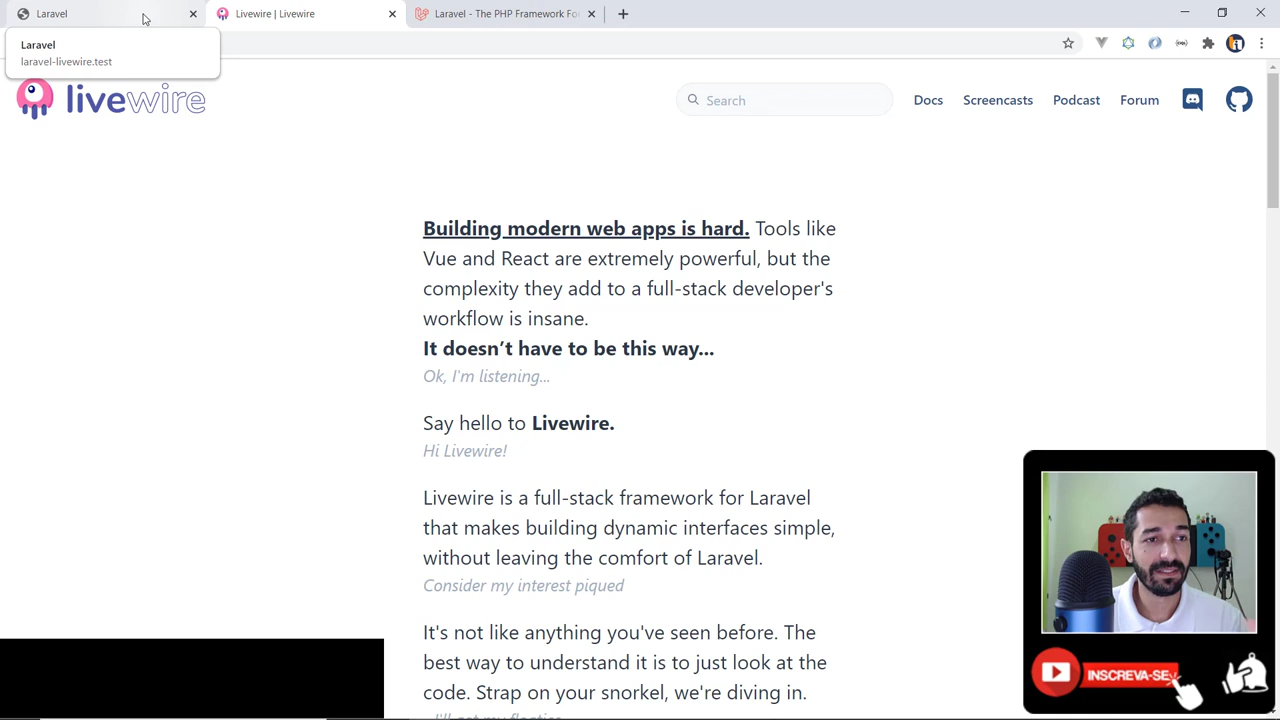 Laravel
Livewire | Livewire
Laravel - The PHP Framework Fo
Laravel
laravel-livewire.test
livewire
Search
Docs
Screencasts
Podcast
Forum
Building modern web apps is hard. Tools like
Vue and React are extremely powerful, but the
complexity they add to a full-stack developer's
workflow is insane.
It doesn't have to be this way...
Ok, I'm listening...
Say hello to Livewire.
Hi Livewire!
Livewire is a full-stack framework for Laravel
that makes building dynamic interfaces simple,
without leaving the comfort of Laravel.
Consider my interest piqued
It's not like anything you've seen before. The
best way to understand it is to just look at the
code. Strap on your snorkel, we're diving in.
INSCREVA-SE